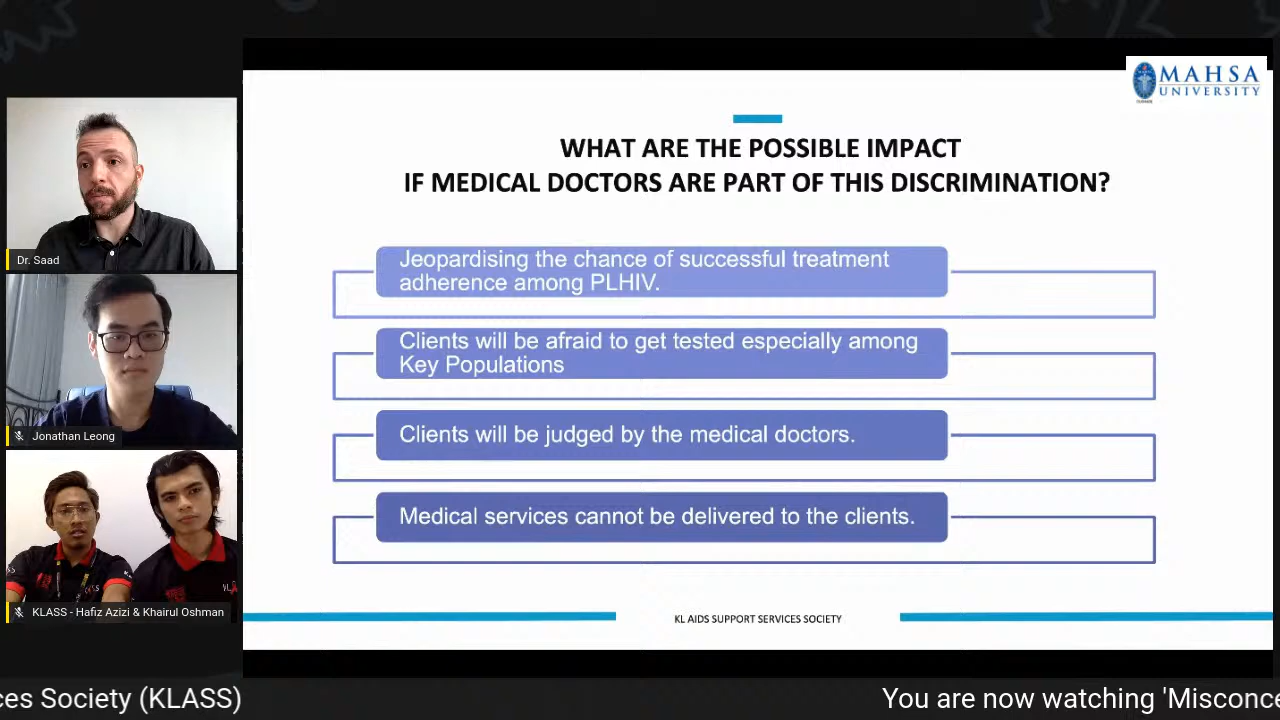 MAHSA
UNIVERSITY
WHAT ARE THE POSSIBLE IMPACT
IF MEDICAL DOCTORS ARE PART OF THIS DISCRIMINATION?
Jeopardising the chance of successful treatment
adherence among PLHIV.
Clients will be afraid to get tested especially among
Key Populations
Clients will be judged by the medical doctors.
Medical services cannot be delivered to the clients.
KL AIDS SUPPORT SERVICES SOCIETY
Dr. Saad
Jonathan Leong
KLASS - Hafiz Azizi & Khairul Oshman
ces Society (KLASS)
You are now watching 'Misconce